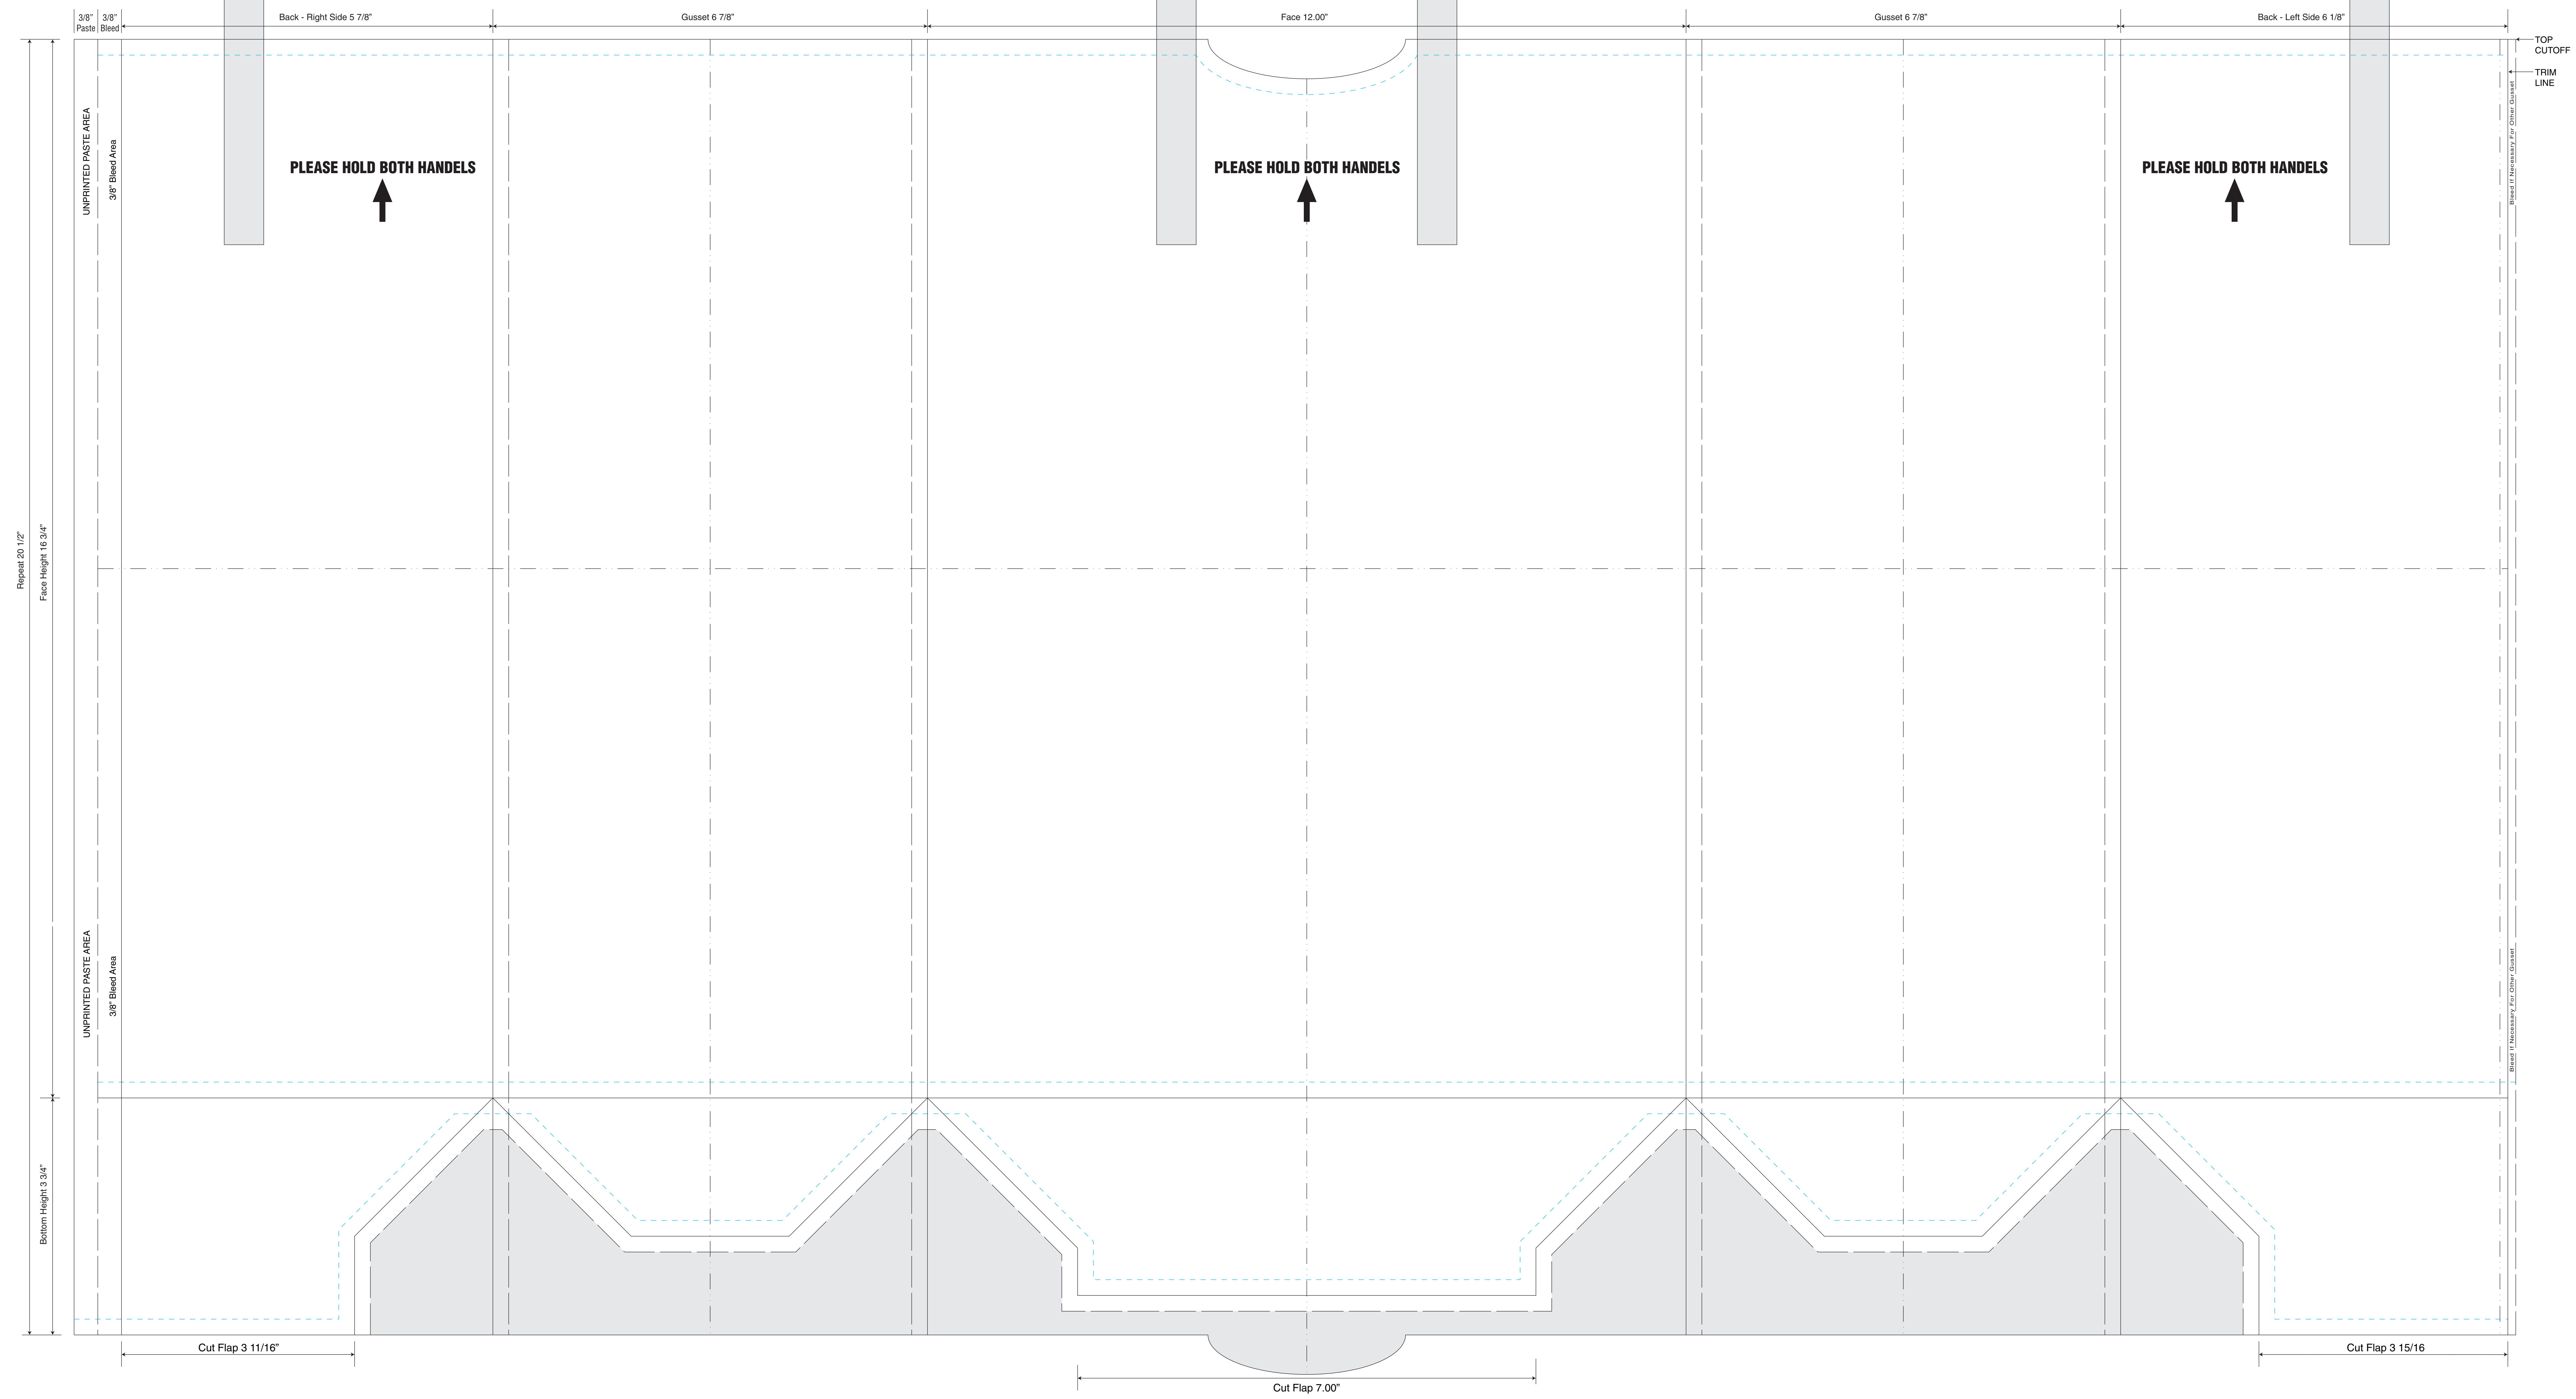 3/8”
Paste
3/8”
Bleed
Back - Right Side 5 7/8”
Gusset 6 7/8”
Face 12.00”
Gusset 6 7/8”
Back - Left Side 6 1/8”
TOP
CUTOFF
TRIM
LINE
UNPRINTED PASTE AREA
3/8” Bleed Area
PLEASE HOLD BOTH HANDELS
PLEASE HOLD BOTH HANDELS
PLEASE HOLD BOTH HANDELS
Bleed If Necessary For Other Gusset
Repeat 20 1/2”
Face Height 16 3/4”
UNPRINTED PASTE AREA
3/8” Bleed Area
Bleed If Necessary For Other Gusset
Bottom Height 3 3/4”
Cut Flap 3 11/16”
Cut Flap 7.00”
Cut Flap 3 15/16